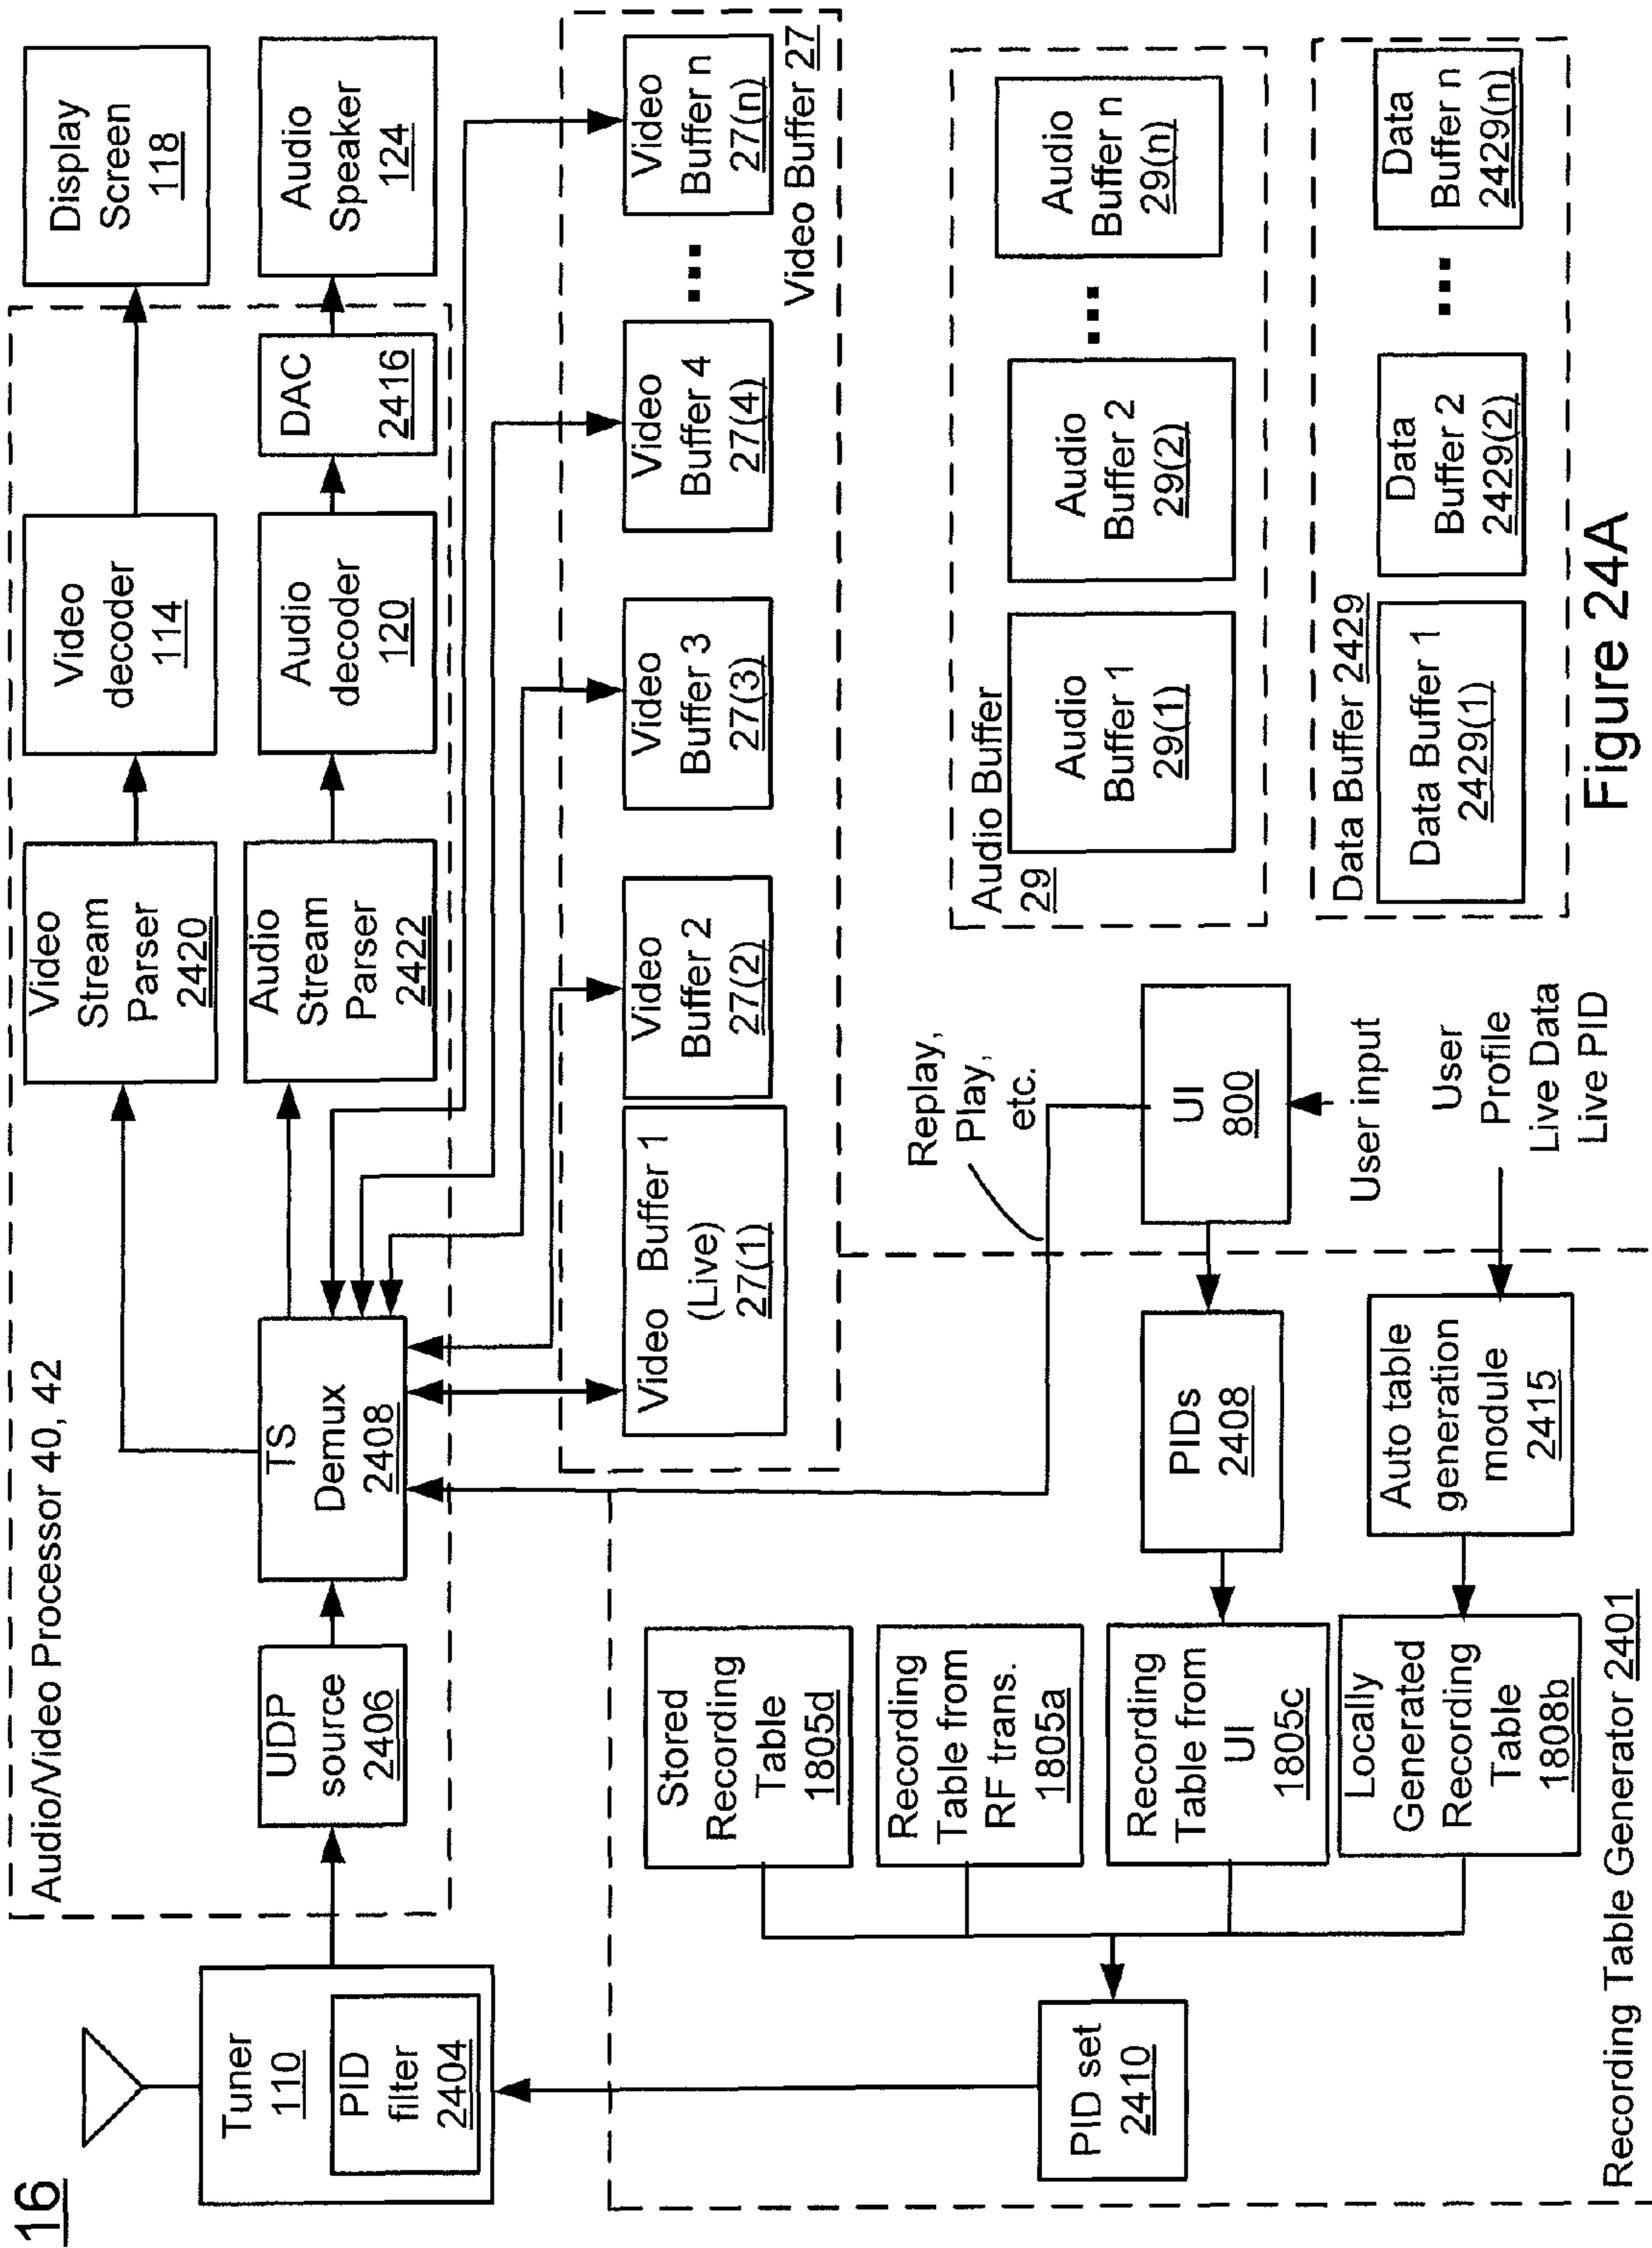 16
Tuner
110
PID
filter
2404
Audio/Video Processor 40, 42
UDP
source
2406
TS
Demux
2408
Video
Stream
Parser
2420
Video
decoder
114
Display
Screen
118
Audio
Stream
Parser
2422
Audio
decoder
120
DAC
2416
Audio
Speaker
124
Video Buffer 1
(Live)
27(1)
Video
Buffer 2
27(2)
Video
Buffer 3
27(3)
Video
Buffer 4
27(4)
...
Video
Buffer n
27(n)
Video Buffer 27
Stored
Recording
Table
1805d
Recording
Table from
RF trans.
1805a
Recording
Table from
UI
1805c
Locally
Generated
Recording
Table
1808b
PID set
2410
PIDs
2408
Auto table
generation
module
2415
Replay,
Play,
etc.
UI
800
User input
User
Profile
Live Data
Live PID
Recording Table Generator 2401
Audio Buffer
29
Audio
Buffer 1
29(1)
Audio
Buffer 2
29(2)
...
Audio
Buffer n
29(n)
Data Buffer 2429
Data Buffer 1
2429(1)
Data
Buffer 2
2429(2)
...
Data
Buffer n
2429(n)
Figure 24A